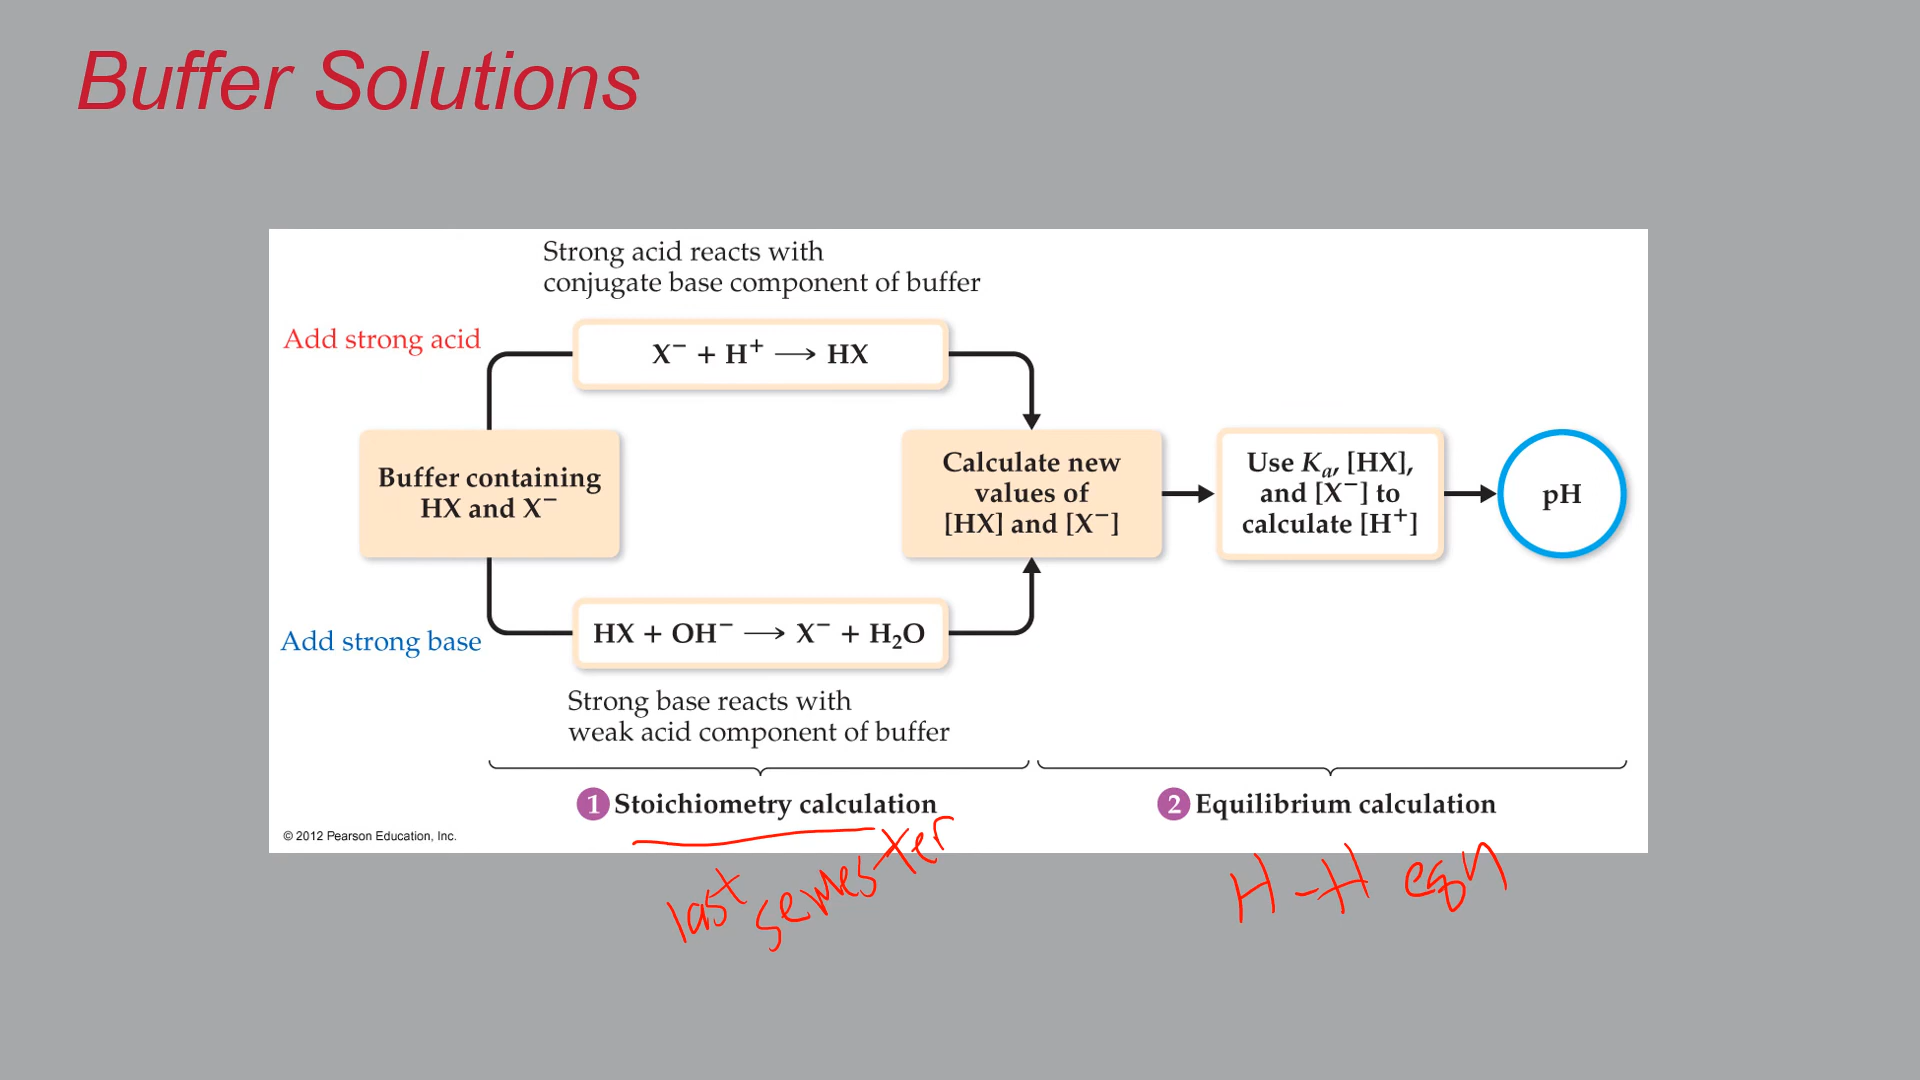 Buffer Solutions
Strong acid reacts with
conjugate base component of buffer
Add strong acid
X⁻ + H⁺ ⟶ HX
Buffer containing
HX and X⁻
Calculate new
values of
[HX] and [X⁻]
Use Kₐ, [HX],
and [X⁻] to
calculate [H⁺]
pH
Add strong base
HX + OH⁻ ⟶ X⁻ + H₂O
Strong base reacts with
weak acid component of buffer
1 Stoichiometry calculation
2 Equilibrium calculation
© 2012 Pearson Education, Inc.
last semester
H-H eqn